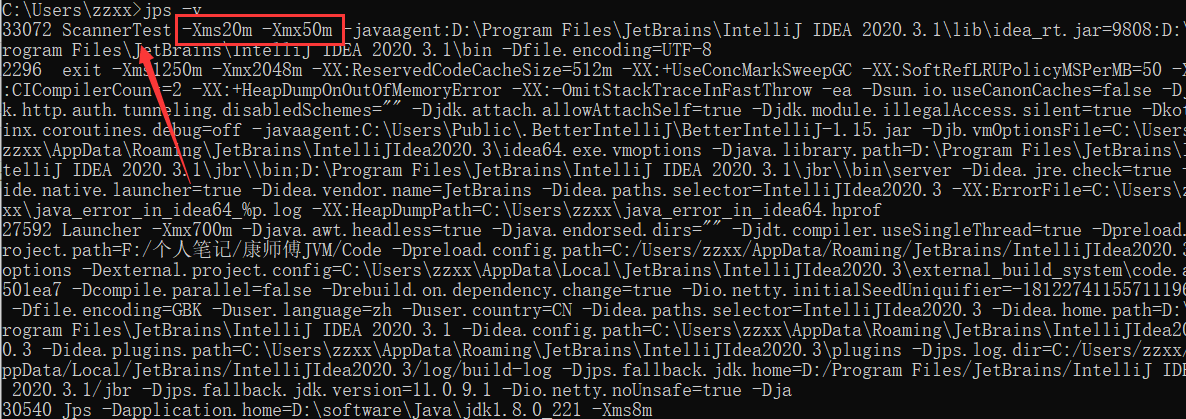 C:\Users\zzxx>jps -v
33072 ScannerTest -Xms20m -Xmx50m -javaagent:D:\Program Files\JetBrains\IntelliJ IDEA 2020.3.1\lib\idea_rt.jar=9808:D:\
rogram Files\JetBrains\IntelliJ IDEA 2020.3.1\bin -Dfile.encoding=UTF-8
2296  exit -Xms1250m -Xmx2048m -XX:ReservedCodeCacheSize=512m -XX:+UseConcMarkSweepGC -XX:SoftRefLRUPolicyMSPerMB=50 -X
:CICompilerCount=2 -XX:+HeapDumpOnOutOfMemoryError -XX:-OmitStackTraceInFastThrow -ea -Dsun.io.useCanonCaches=false -Dj
k.http.auth.tunneling.disabledSchemes="" -Djdk.attach.allowAttachSelf=true -Djdk.module.illegalAccess.silent=true -Dkot
inx.coroutines.debug=off -javaagent:C:\Users\Public\.BetterIntelliJ\BetterIntelliJ-1.15.jar -Djb.vmOptionsFile=C:\Users
zzxx\AppData\Roaming\JetBrains\IntelliJIdea2020.3\idea64.exe.vmoptions -Djava.library.path=D:\Program Files\JetBrains\I
telliJ IDEA 2020.3.1\jbr\\bin;D:\Program Files\JetBrains\IntelliJ IDEA 2020.3.1\jbr\\bin\server -Didea.jre.check=true -
ide.native.launcher=true -Didea.vendor.name=JetBrains -Didea.paths.selector=IntelliJIdea2020.3 -XX:ErrorFile=C:\Users\z
xx\java_error_in_idea64_%p.log -XX:HeapDumpPath=C:\Users\zzxx\java_error_in_idea64.hprof
27592 Launcher -Xmx700m -Djava.awt.headless=true -Djava.endorsed.dirs="" -Djdt.compiler.useSingleThread=true -Dpreload.
roject.path=F:/个人笔记/康师傅JVM/Code -Dpreload.config.path=C:/Users/zzxx/AppData/Roaming/JetBrains/IntelliJIdea2020.3
options -Dexternal.project.config=C:\Users\zzxx\AppData\Local\JetBrains\IntelliJIdea2020.3\external_build_system\code.a
501ea7 -Dcompile.parallel=false -Drebuild.on.dependency.change=true -Dio.netty.initialSeedUniquifier=-18122741155711196
-Dfile.encoding=GBK -Duser.language=zh -Duser.country=CN -Didea.paths.selector=IntelliJIdea2020.3 -Didea.home.path=D:\
rogram Files\JetBrains\IntelliJ IDEA 2020.3.1 -Didea.config.path=C:\Users\zzxx\AppData\Roaming\JetBrains\IntelliJIdea20
0.3 -Didea.plugins.path=C:\Users\zzxx\AppData\Roaming\JetBrains\IntelliJIdea2020.3\plugins -Djps.log.dir=C:/Users/zzxx/
ppData/Local/JetBrains/IntelliJIdea2020.3/log/build-log -Djps.fallback.jdk.home=D:/Program Files/JetBrains/IntelliJ IDE
2020.3.1/jbr -Djps.fallback.jdk.version=11.0.9.1 -Dio.netty.noUnsafe=true -Dja
30540 Jps -Dapplication.home=D:\software\Java\jdk1.8.0_221 -Xms8m